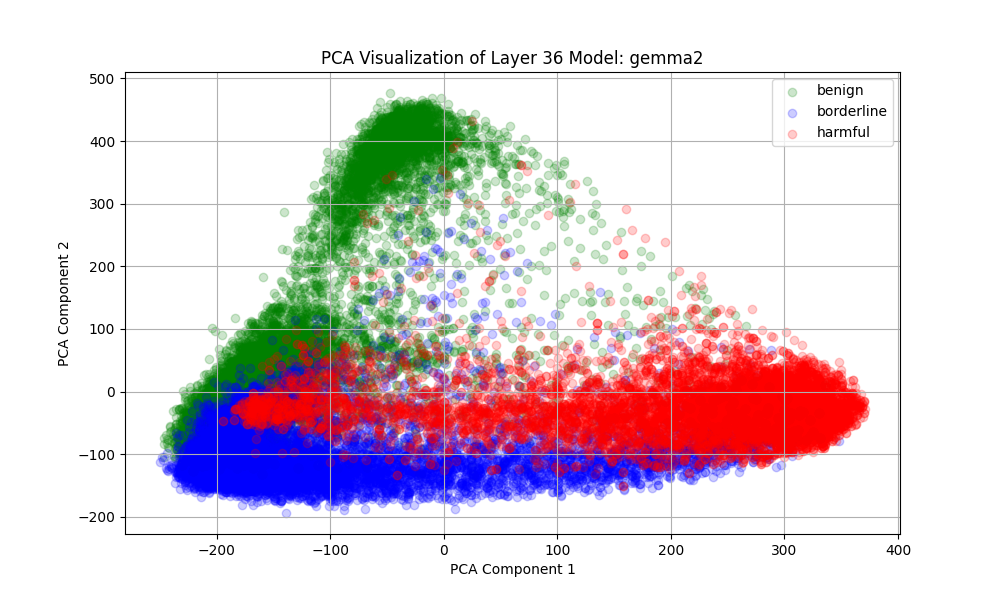 PCA Visualization of Layer 36 Model: gemma2
benign
borderline
harmful
500
400
300
200
100
0
−100
−200
PCA Component 2
−200 −100 0 100 200 300 400
PCA Component 1